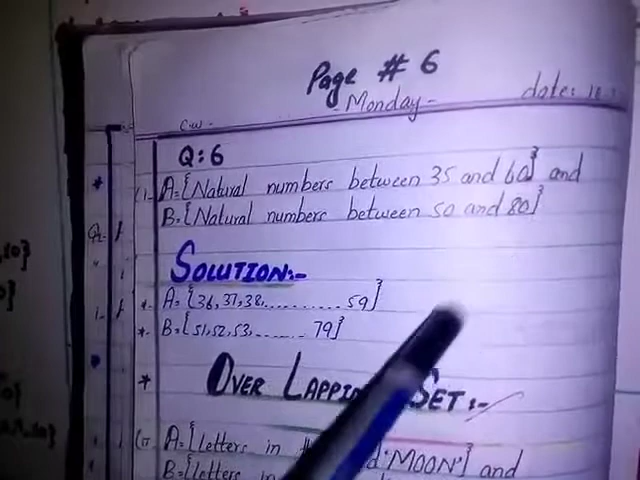 Page # 6
- Monday -
date: 18
C.w -
Q:6
(i- A={Natural numbers between 35 and 60} and
B={Natural numbers between 50 and 80}
SOLUTION:-
*- A={36,37,38,..........59}
*- B={51,52,53,....... 79}
* OVER LAPPI SET:-
A={letters in 'MOON'} and
B={letters in